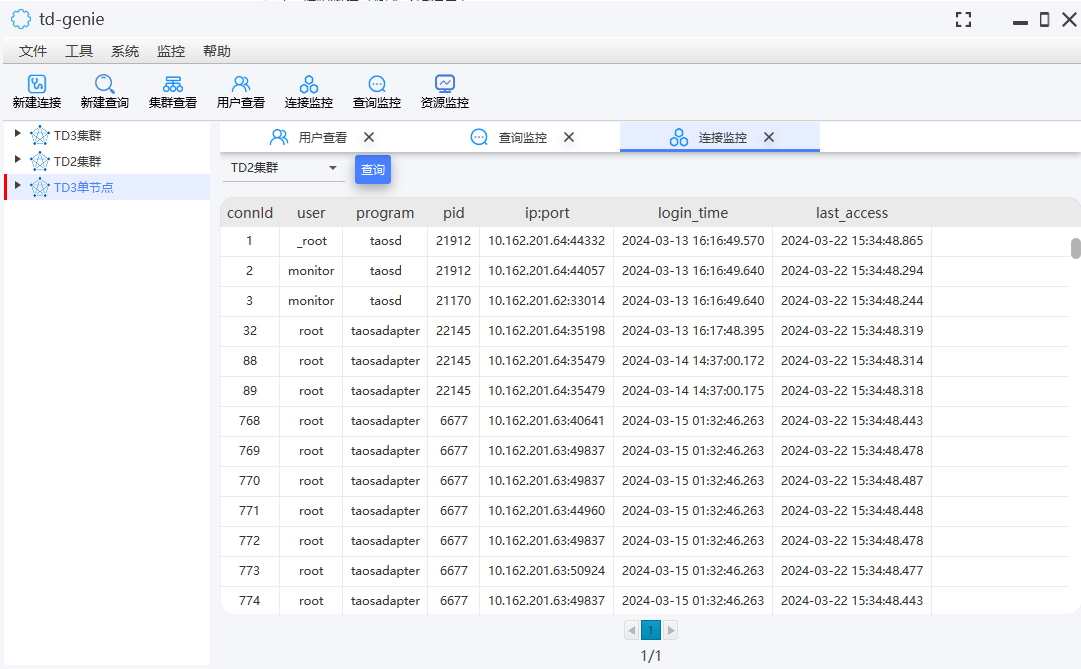 td-genie
文件 工具 系统 监控 帮助
新建连接 新建查询 集群查看 用户查看 连接监控 查询监控 资源监控
TD3集群
TD2集群
TD3单节点
用户查看 查询监控 连接监控
TD2集群 查询
connId user program pid ip:port login_time last_access
1 _root taosd 21912 10.162.201.64:44332 2024-03-13 16:16:49.570 2024-03-22 15:34:48.865
2 monitor taosd 21912 10.162.201.64:44057 2024-03-13 16:16:49.640 2024-03-22 15:34:48.294
3 monitor taosd 21170 10.162.201.62:33014 2024-03-13 16:16:49.640 2024-03-22 15:34:48.244
32 root taosadapter 22145 10.162.201.64:35198 2024-03-13 16:17:48.395 2024-03-22 15:34:48.319
88 root taosadapter 22145 10.162.201.64:35479 2024-03-14 14:37:00.172 2024-03-22 15:34:48.314
89 root taosadapter 22145 10.162.201.64:35479 2024-03-14 14:37:00.175 2024-03-22 15:34:48.318
768 root taosadapter 6677 10.162.201.63:40641 2024-03-15 01:32:46.263 2024-03-22 15:34:48.443
769 root taosadapter 6677 10.162.201.63:49837 2024-03-15 01:32:46.263 2024-03-22 15:34:48.478
770 root taosadapter 6677 10.162.201.63:49837 2024-03-15 01:32:46.263 2024-03-22 15:34:48.487
771 root taosadapter 6677 10.162.201.63:44960 2024-03-15 01:32:46.263 2024-03-22 15:34:48.448
772 root taosadapter 6677 10.162.201.63:49837 2024-03-15 01:32:46.263 2024-03-22 15:34:48.478
773 root taosadapter 6677 10.162.201.63:50924 2024-03-15 01:32:46.263 2024-03-22 15:34:48.477
774 root taosadapter 6677 10.162.201.63:49837 2024-03-15 01:32:46.263 2024-03-22 15:34:48.443
1
1/1